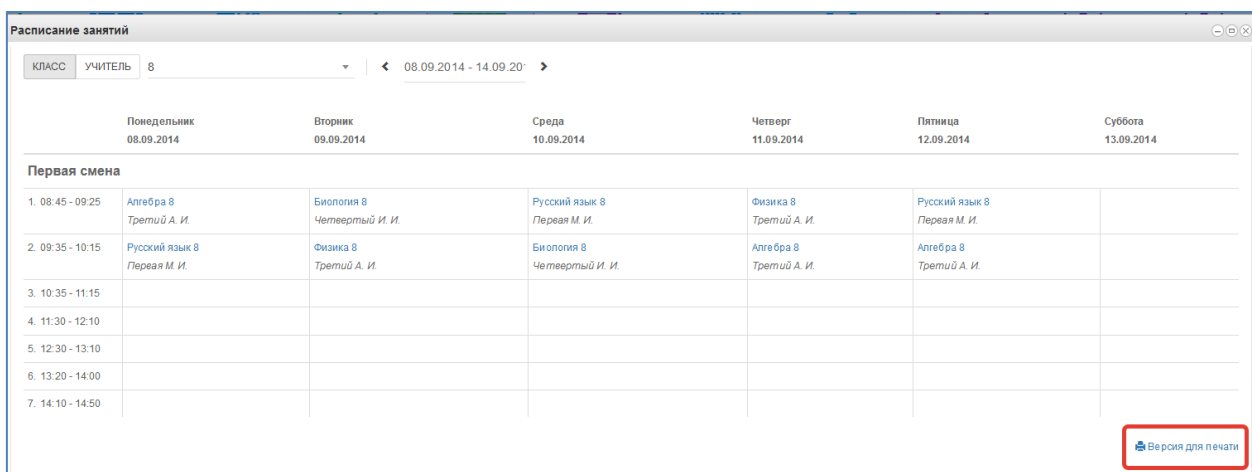 Расписание занятий
КЛАСС УЧИТЕЛЬ 8 08.09.2014 - 14.09.20
Понедельник Вторник Среда Четверг Пятница Суббота
08.09.2014 09.09.2014 10.09.2014 11.09.2014 12.09.2014 13.09.2014
Первая смена
1. 08:45 - 09:25 Алгебра 8 Биология 8 Русский язык 8 Физика 8 Русский язык 8
Третий А. И. Четвертый И. И. Первая М. И. Третий А. И. Первая М. И.
2. 09:35 - 10:15 Русский язык 8 Физика 8 Биология 8 Алгебра 8 Алгебра 8
Первая М. И. Третий А. И. Четвертый И. И. Третий А. И. Третий А. И.
3. 10:35 - 11:15
4. 11:30 - 12:10
5. 12:30 - 13:10
6. 13:20 - 14:00
7. 14:10 - 14:50
Версия для печати